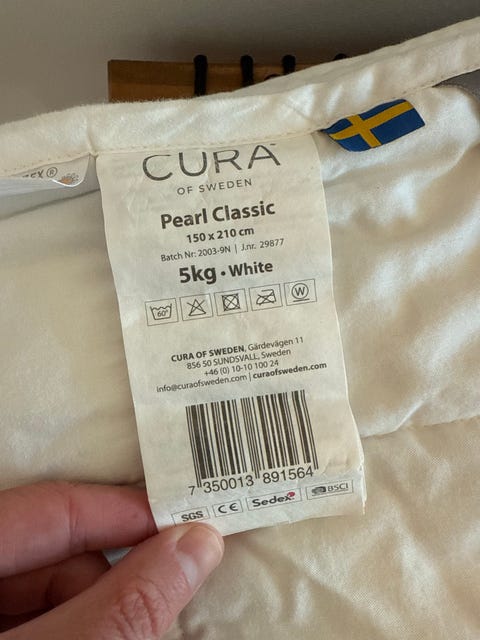 EX®
CURA
OF SWEDEN
Pearl Classic
150 x 210 cm
Batch Nr: 2003-9N | J.nr. 29877
5kg • White
60°
W
CURA OF SWEDEN, Gärdevägen 11
856 50 SUNDSVALL, Sweden
+46 (0) 10-10 100 24
info@curaofsweden.com | curaofsweden.com
7 350013 891564
SGS CE Sedex BSCI